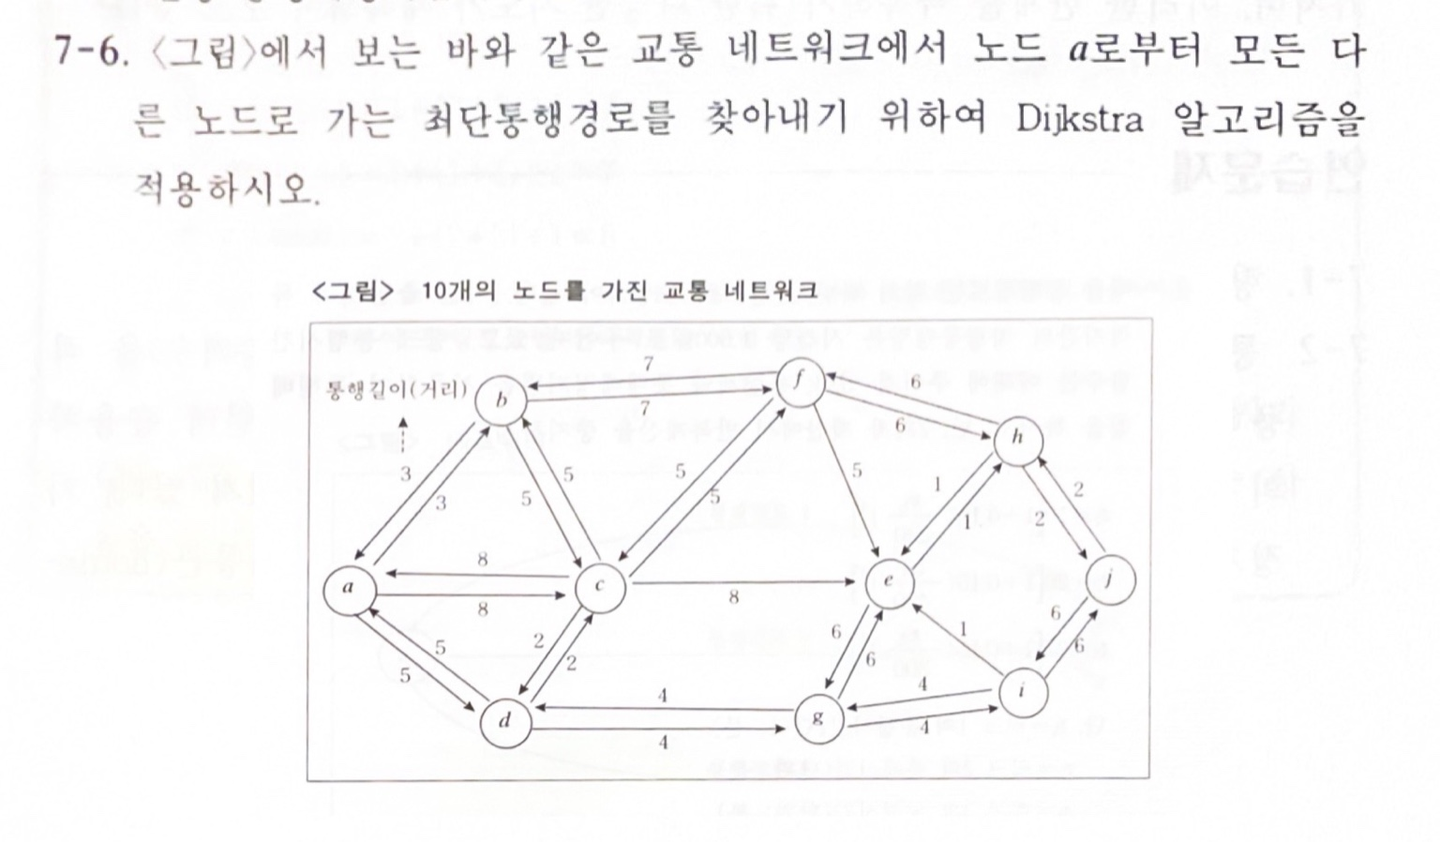 7-6. 〈그림〉에서 보는 바와 같은 교통 네트워크에서 노드 a로부터 모든 다
른 노드로 가는 최단통행경로를 찾아내기 위하여 Dijkstra 알고리즘을
적용하시오.
<그림> 10개의 노드를 가진 교통 네트워크
7
f
6
통행길이(거리)
b
7
6
h
3
3
5
5
5
5
5
1
1
2
2
8
a
c
e
j
8
8
6
6
1
6
6
5
5
2
2
4
4
i
d
g
4
4